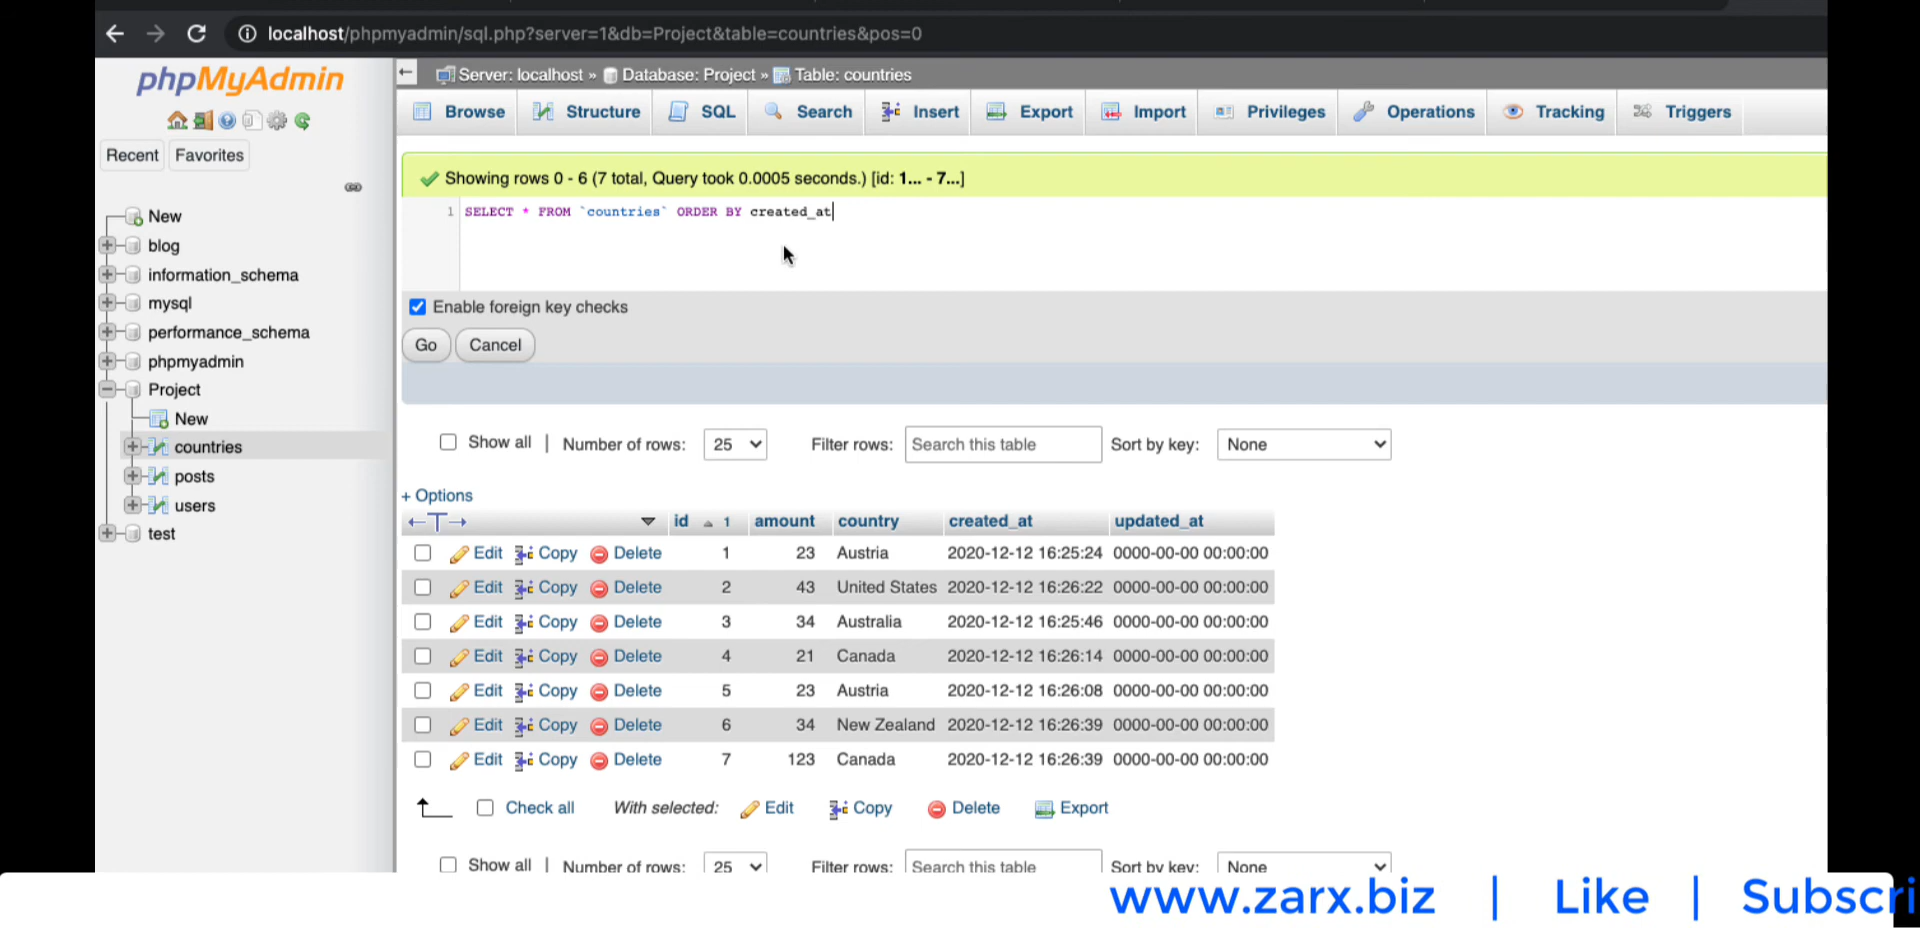 localhost/phpmyadmin/sql.php?server=1&db=Project&table=countries&pos=0
phpMyAdmin
Server: localhost » Database: Project » Table: countries
Browse Structure SQL Search Insert Export Import Privileges Operations Tracking Triggers
Recent Favorites
New
blog
information_schema
mysql
performance_schema
phpmyadmin
Project
New
countries
posts
users
test
Showing rows 0 - 6 (7 total, Query took 0.0005 seconds.) [id: 1... - 7...]
1 SELECT * FROM `countries` ORDER BY created_at
Enable foreign key checks
Go Cancel
Show all | Number of rows: 25 Filter rows: Search this table Sort by key: None
+ Options
←T→ id 1 amount country created_at updated_at
Edit Copy Delete 1 23 Austria 2020-12-12 16:25:24 0000-00-00 00:00:00
Edit Copy Delete 2 43 United States 2020-12-12 16:26:22 0000-00-00 00:00:00
Edit Copy Delete 3 34 Australia 2020-12-12 16:25:46 0000-00-00 00:00:00
Edit Copy Delete 4 21 Canada 2020-12-12 16:26:14 0000-00-00 00:00:00
Edit Copy Delete 5 23 Austria 2020-12-12 16:26:08 0000-00-00 00:00:00
Edit Copy Delete 6 34 New Zealand 2020-12-12 16:26:39 0000-00-00 00:00:00
Edit Copy Delete 7 123 Canada 2020-12-12 16:26:39 0000-00-00 00:00:00
Check all With selected: Edit Copy Delete Export
Show all | Number of rows: 25 Filter rows: Search this table Sort by key: None
www.zarx.biz | Like | Subscri